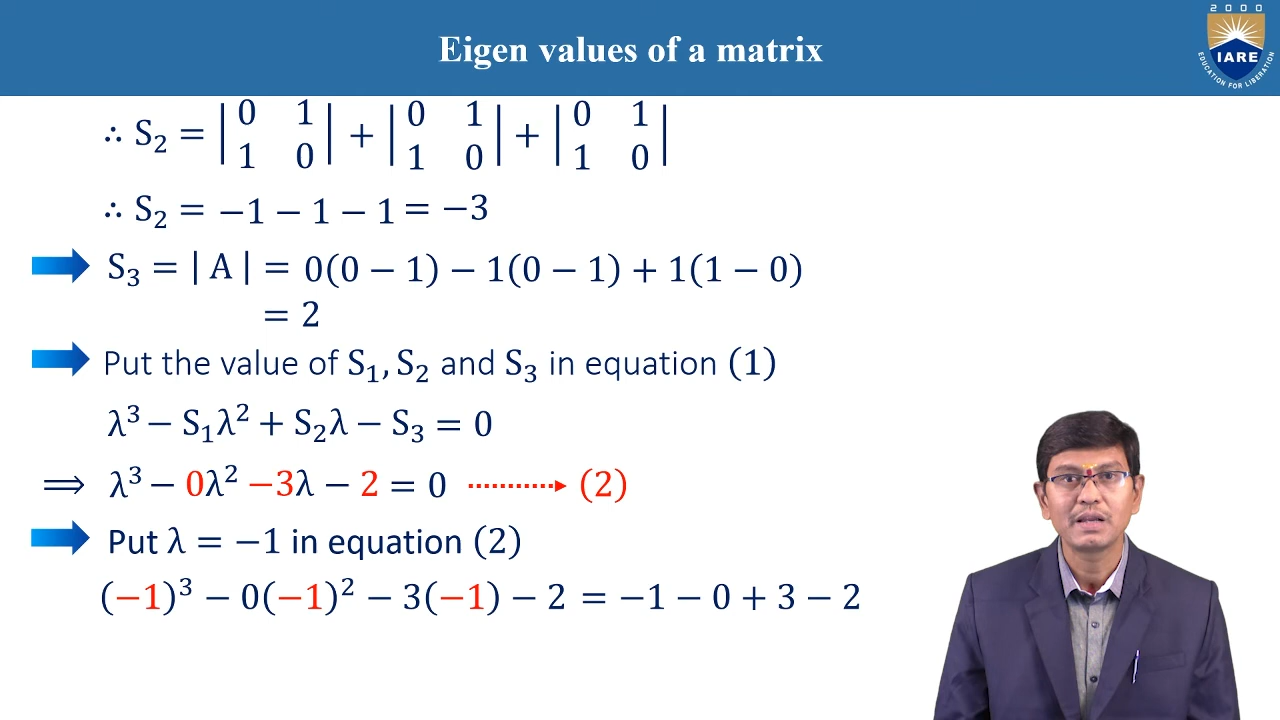 2000
IARE
EDUCATION FOR LIBERATION
Eigen values of a matrix
∴ S₂ = |0 1; 1 0| + |0 1; 1 0| + |0 1; 1 0|
∴ S₂ = −1 − 1 − 1 = −3
S₃ = | A | = 0(0 − 1) − 1(0 − 1) + 1(1 − 0)
= 2
Put the value of S₁, S₂ and S₃ in equation (1)
λ³ − S₁λ² + S₂λ − S₃ = 0
⟹ λ³ − 0λ² −3λ − 2 = 0 (2)
Put λ = −1 in equation (2)
(−1)³ − 0(−1)² − 3(−1) − 2 = −1 − 0 + 3 − 2